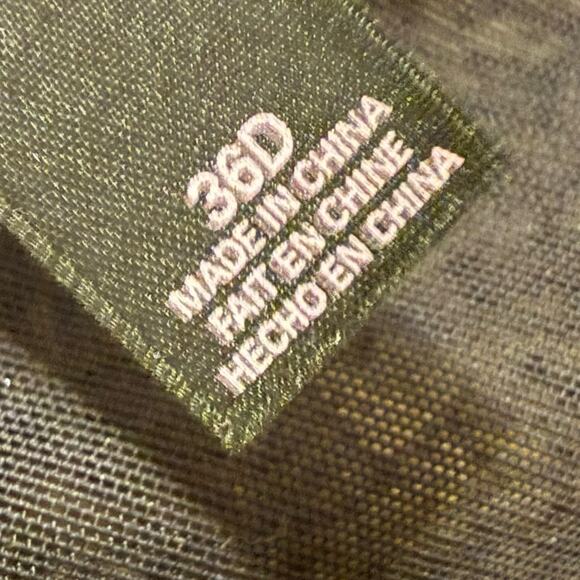 36D
MADE IN CHINA
FAIT EN CHINE
HECHO EN CHINA